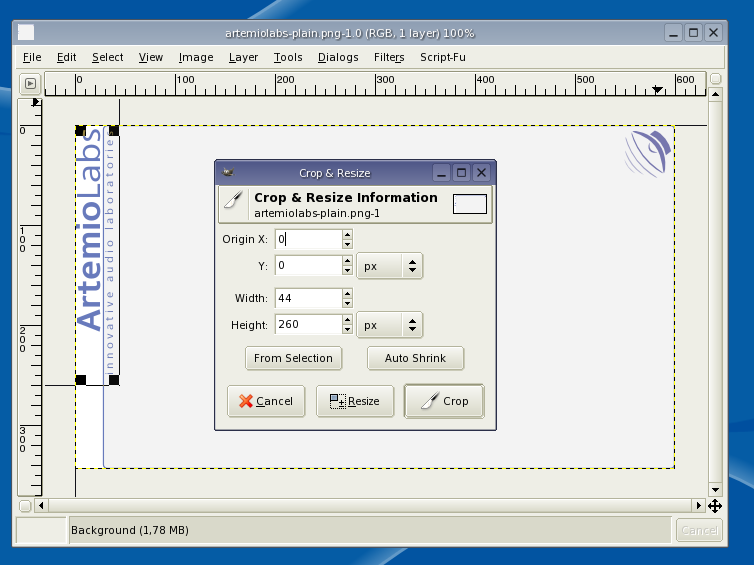 artemiolabs-plain.png-1.0 (RGB, 1 layer) 100%
File Edit Select View Image Layer Tools Dialogs Filters Script-Fu
0 100 200 300 400 500 600
0
100
200
300
ArtemioLabs
innovative audio laboratories
Crop & Resize
Crop & Resize Information
artemiolabs-plain.png-1
Origin X: 0
Y: 0 px
Width: 44
Height: 260 px
From Selection Auto Shrink
Cancel Resize Crop
Background (1,78 MB) Cancel